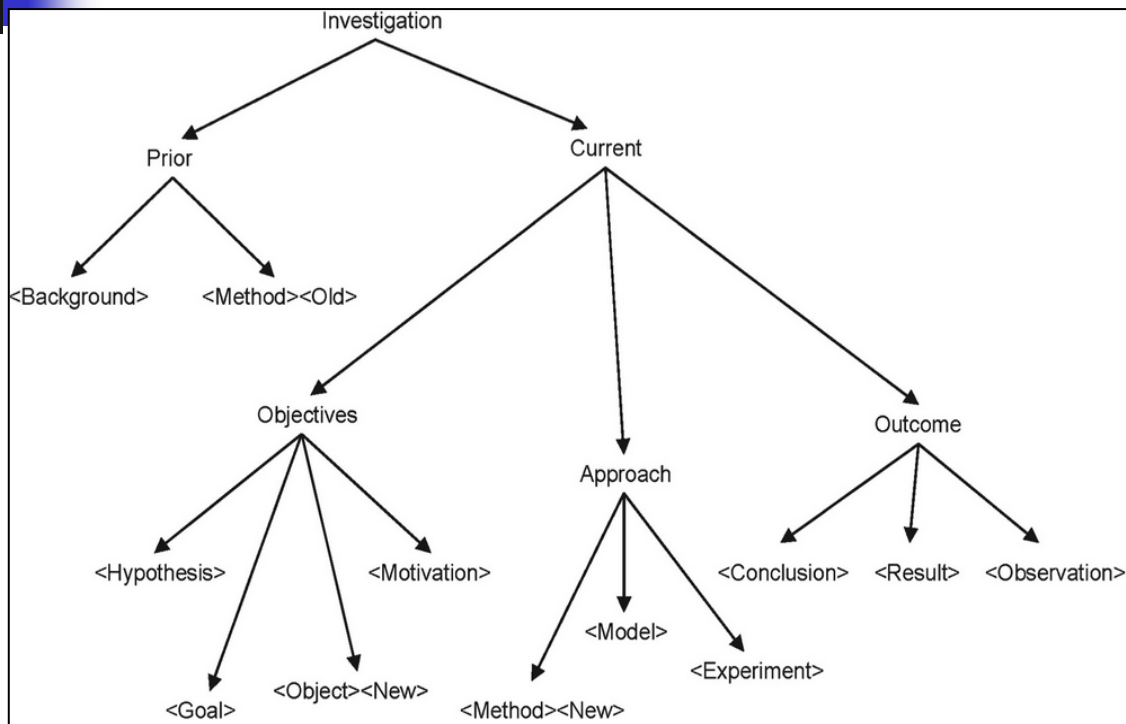 Investigation
Prior
Current
<Background>
<Method><Old>
Objectives
Outcome
Approach
<Hypothesis>
<Motivation>
<Conclusion>
<Result>
<Observation>
<Model>
<Experiment>
<Object><New>
<Goal>
<Method><New>